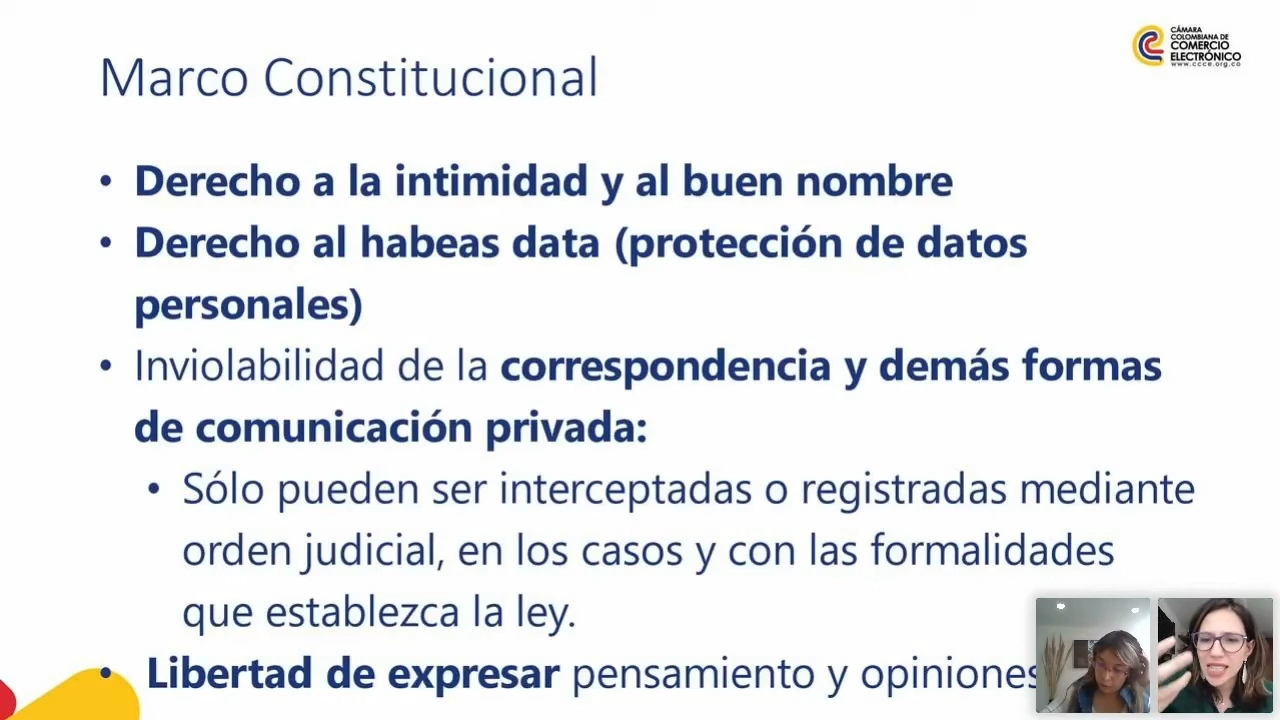 Marco Constitucional
CÁMARA
COLOMBIANA DE
COMERCIO
ELECTRÓNICO
www.ccce.org.co
• Derecho a la intimidad y al buen nombre
• Derecho al habeas data (protección de datos
personales)
• Inviolabilidad de la correspondencia y demás formas
de comunicación privada:
• Sólo pueden ser interceptadas o registradas mediante
orden judicial, en los casos y con las formalidades
que establezca la ley.
• Libertad de expresar pensamiento y opiniones